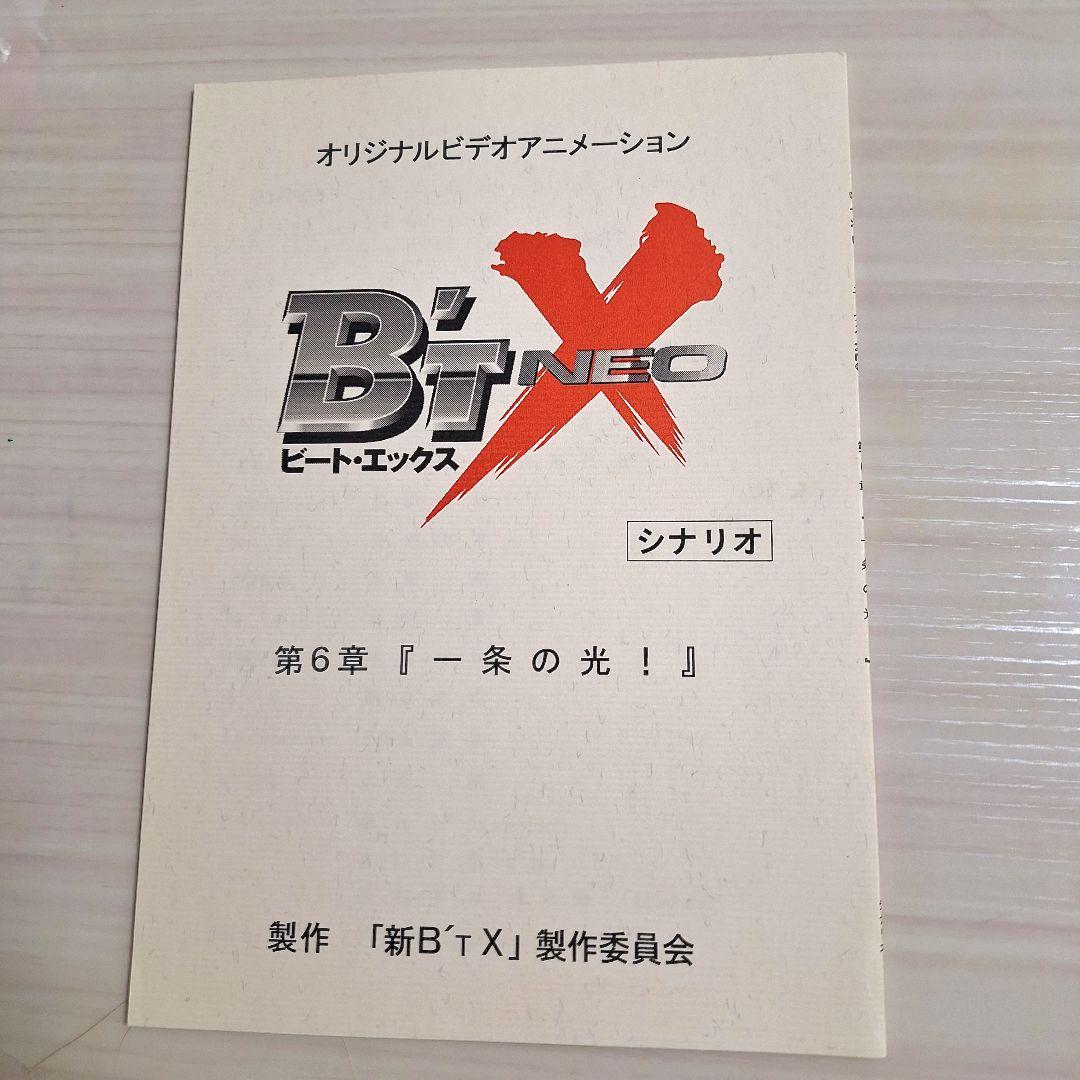 オリジナルビデオアニメーション
B'T X NEO
ビート・エックス
シナリオ
第6章『一条の光!』
製作 「新B´T X」製作委員会